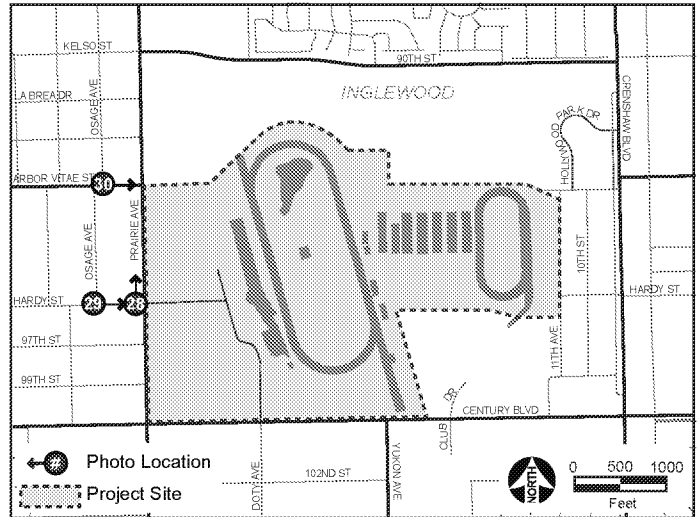 KELSO ST
90TH ST
LA BREA DR
OSAGE AVE
INGLEWOOD
HOLLYWOOD PARK DR
CRENSHAW BLVD
ARBOR VITAE ST
30
PRAIRIE AVE
OSAGE AVE
10TH ST
HARDY ST
29
28
HARDY ST
97TH ST
11TH AVE
99TH ST
CLUB DR
CENTURY BLVD
DOTY AVE
102ND ST
YUKON AVE
# Photo Location
Project Site
NORTH
0 500 1000
Feet